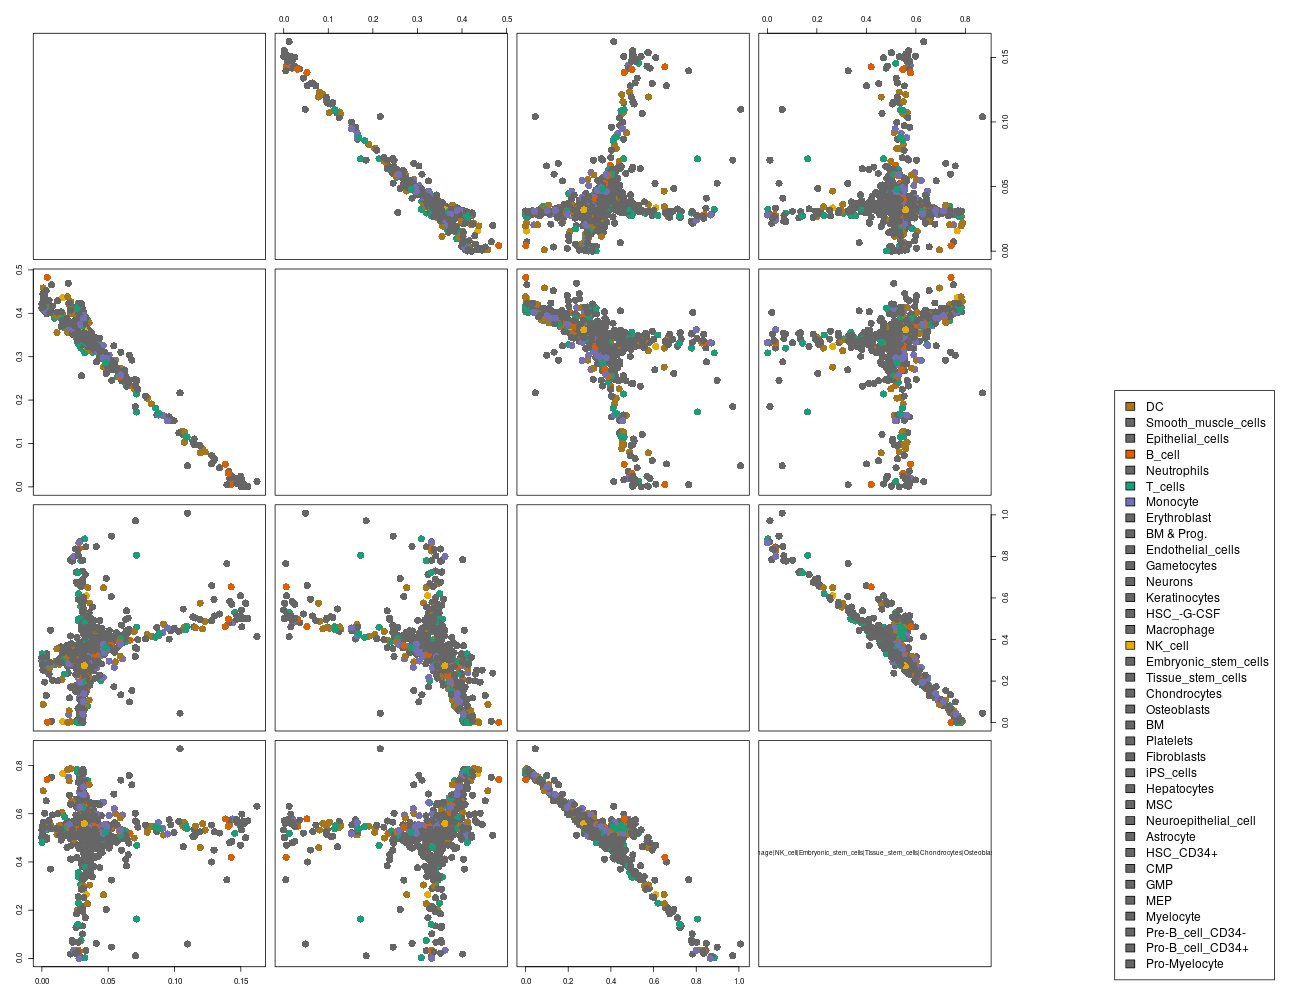 0.0 0.1 0.2 0.3 0.4 0.5
0.0 0.2 0.4 0.6 0.8
0.15
0.10
0.05
0.00
0.5
0.4
0.3
0.2
0.1
0.0
1.0
0.8
0.6
0.4
0.2
0.0
0.8
0.6
0.4
0.2
0.0
|NK_cell|Embryonic_stem_cells|Tissue_stem_cells|Chondrocytes|
0.00 0.05 0.10 0.15
0.0 0.2 0.4 0.6 0.8 1.0
DC
Smooth_muscle_cells
Epithelial_cells
B_cell
Neutrophils
T_cells
Monocyte
Erythroblast
BM & Prog.
Endothelial_cells
Gametocytes
Neurons
Keratinocytes
HSC_-G-CSF
Macrophage
NK_cell
Embryonic_stem_cells
Tissue_stem_cells
Chondrocytes
Osteoblasts
BM
Platelets
Fibroblasts
iPS_cells
Hepatocytes
MSC
Neuroepithelial_cell
Astrocyte
HSC_CD34+
CMP
GMP
MEP
Myelocyte
Pre-B_cell_CD34-
Pro-B_cell_CD34+
Pro-Myelocyte